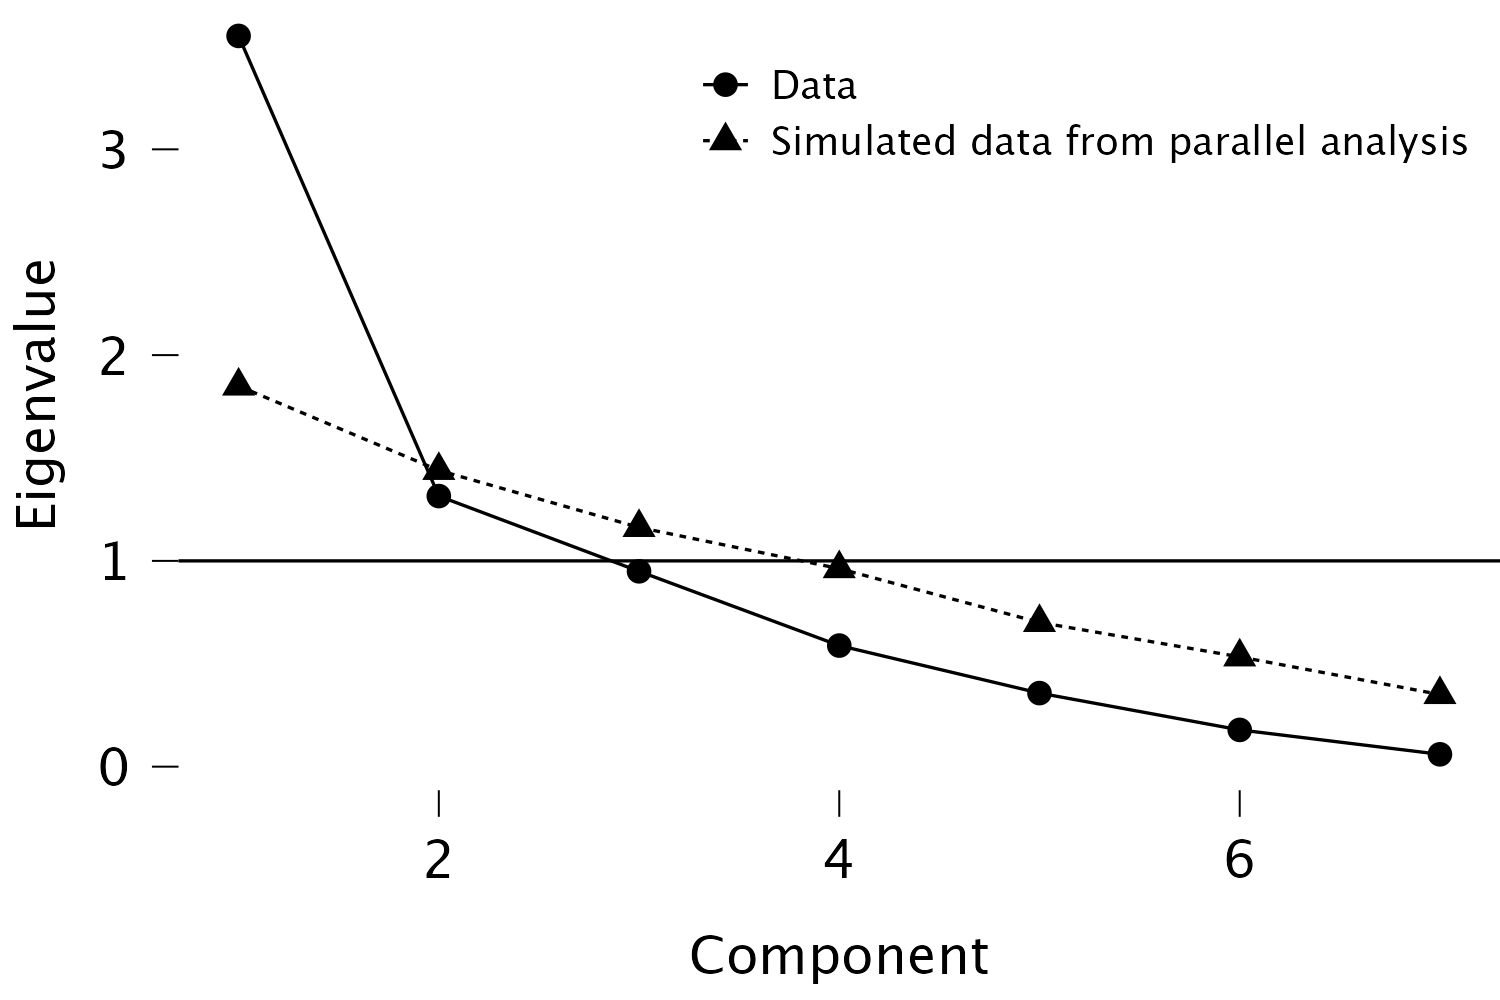 Data
Simulated data from parallel analysis
3
2
1
0
Eigenvalue
2 4 6
Component